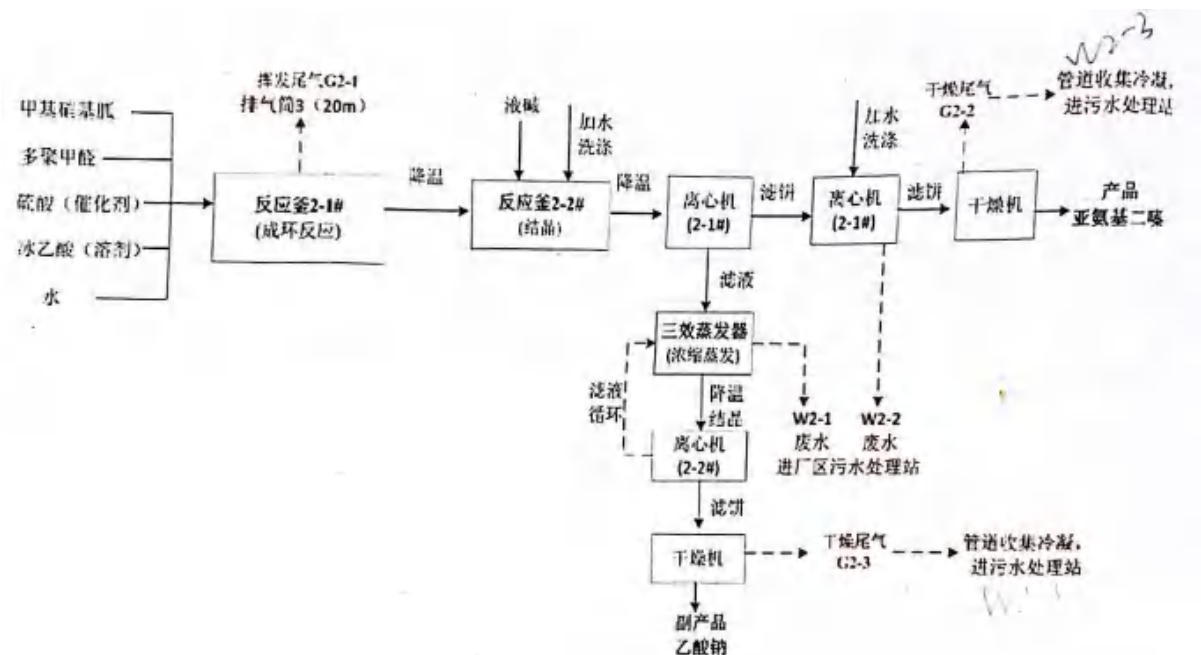 W2-3
挥发尾气G2-1
排气筒3（20m）
液碱
加水
洗涤
加水
洗涤
干燥尾气
G2-2
管道收集冷凝，
进污水处理站
甲基硝基胍
多聚甲醛
硫酸（催化剂）
冰乙酸（溶剂）
水
反应釜2-1#
(成环反应)
降温
反应釜2-2#
(结晶)
降温
离心机
(2-1#)
滤饼
离心机
(2-1#)
滤饼
干燥机
产品
亚氨基二嗪
滤液
三效蒸发器
(浓缩蒸发)
滤液
循环
降温
结晶
W2-1
废水
W2-2
废水
进厂区污水处理站
离心机
(2-2#)
滤饼
干燥机
干燥尾气
G2-3
管道收集冷凝，
进污水处理站
副产品
乙酸钠